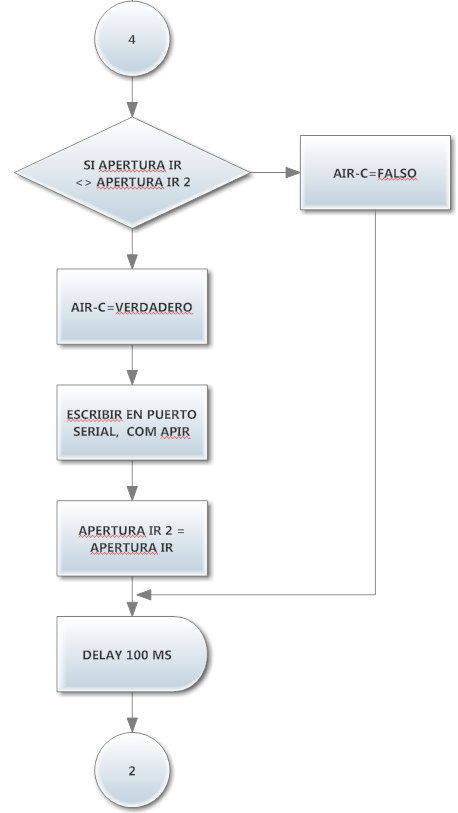 4
SI APERTURA IR
<> APERTURA IR 2
AIR-C=FALSO
AIR-C=VERDADERO
ESCRIBIR EN PUERTO
SERIAL,  COM APIR
APERTURA IR 2 =
APERTURA IR
DELAY 100 MS
2